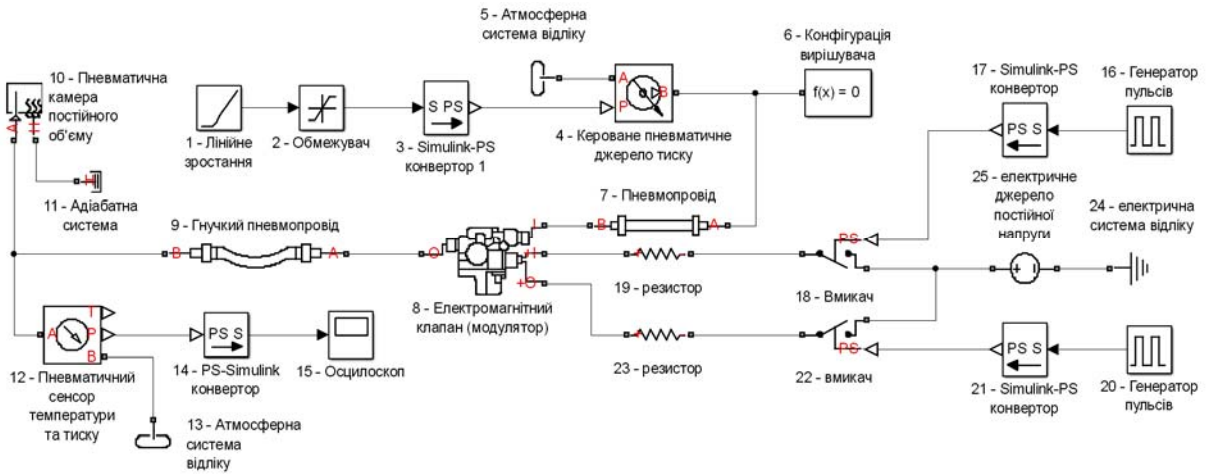 5 - Атмосферна
система відліку
6 - Конфігурація
вирішувача
17 - Simulink-PS
конвертор
16 - Генератор
пульсів
10 - Пневматична
камера
постійного
об'єму
A
H
S PS
A
P
B
f(x) = 0
PS S
1 - Лінійне
зростання
2 - Обмежувач
3 - Simulink-PS
конвертор 1
4 - Кероване пневматичне
джерело тиску
H
11 - Адіабатна
система
9 - Гнучкий пневмопровід
7 - Пневмопровід
25 - електричне
джерело
постійної
напруги
24 - електрична
система відліку
B
A
O
I
H
+O
B
A
PS
8 - Електромагнітний
клапан (модулятор)
19 - резистор
18 - Вмикач
A
T
P
B
PS S
PS
PS S
12 - Пневматичний
сенсор
температури
та тиску
14 - PS-Simulink
конвертор
15 - Осцилоскоп
23 - резистор
22 - вмикач
21 - Simulink-PS
конвертор
20 - Генератор
пульсів
13 - Атмосферна
система
відліку